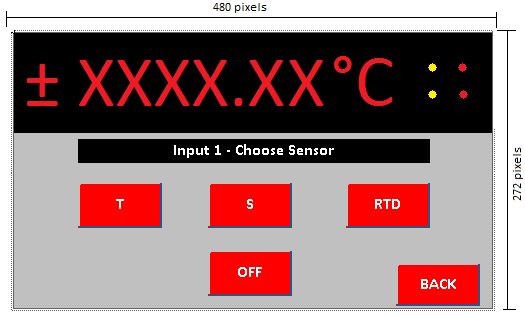 480 pixels
± XXXX.XX°C
Input 1 - Choose Sensor
T S RTD
OFF
BACK
272 pixels